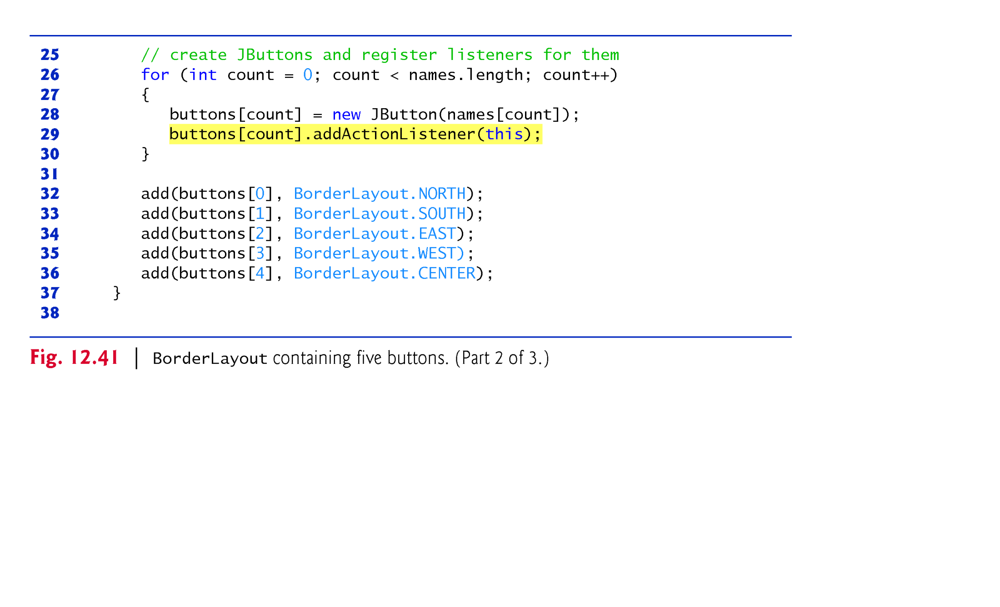 25 // create JButtons and register listeners for them
26 for (int count = 0; count < names.length; count++)
27 {
28 buttons[count] = new JButton(names[count]);
29 buttons[count].addActionListener(this);
30 }
31
32 add(buttons[0], BorderLayout.NORTH);
33 add(buttons[1], BorderLayout.SOUTH);
34 add(buttons[2], BorderLayout.EAST);
35 add(buttons[3], BorderLayout.WEST);
36 add(buttons[4], BorderLayout.CENTER);
37 }
38
Fig. 12.41 | BorderLayout containing five buttons. (Part 2 of 3.)